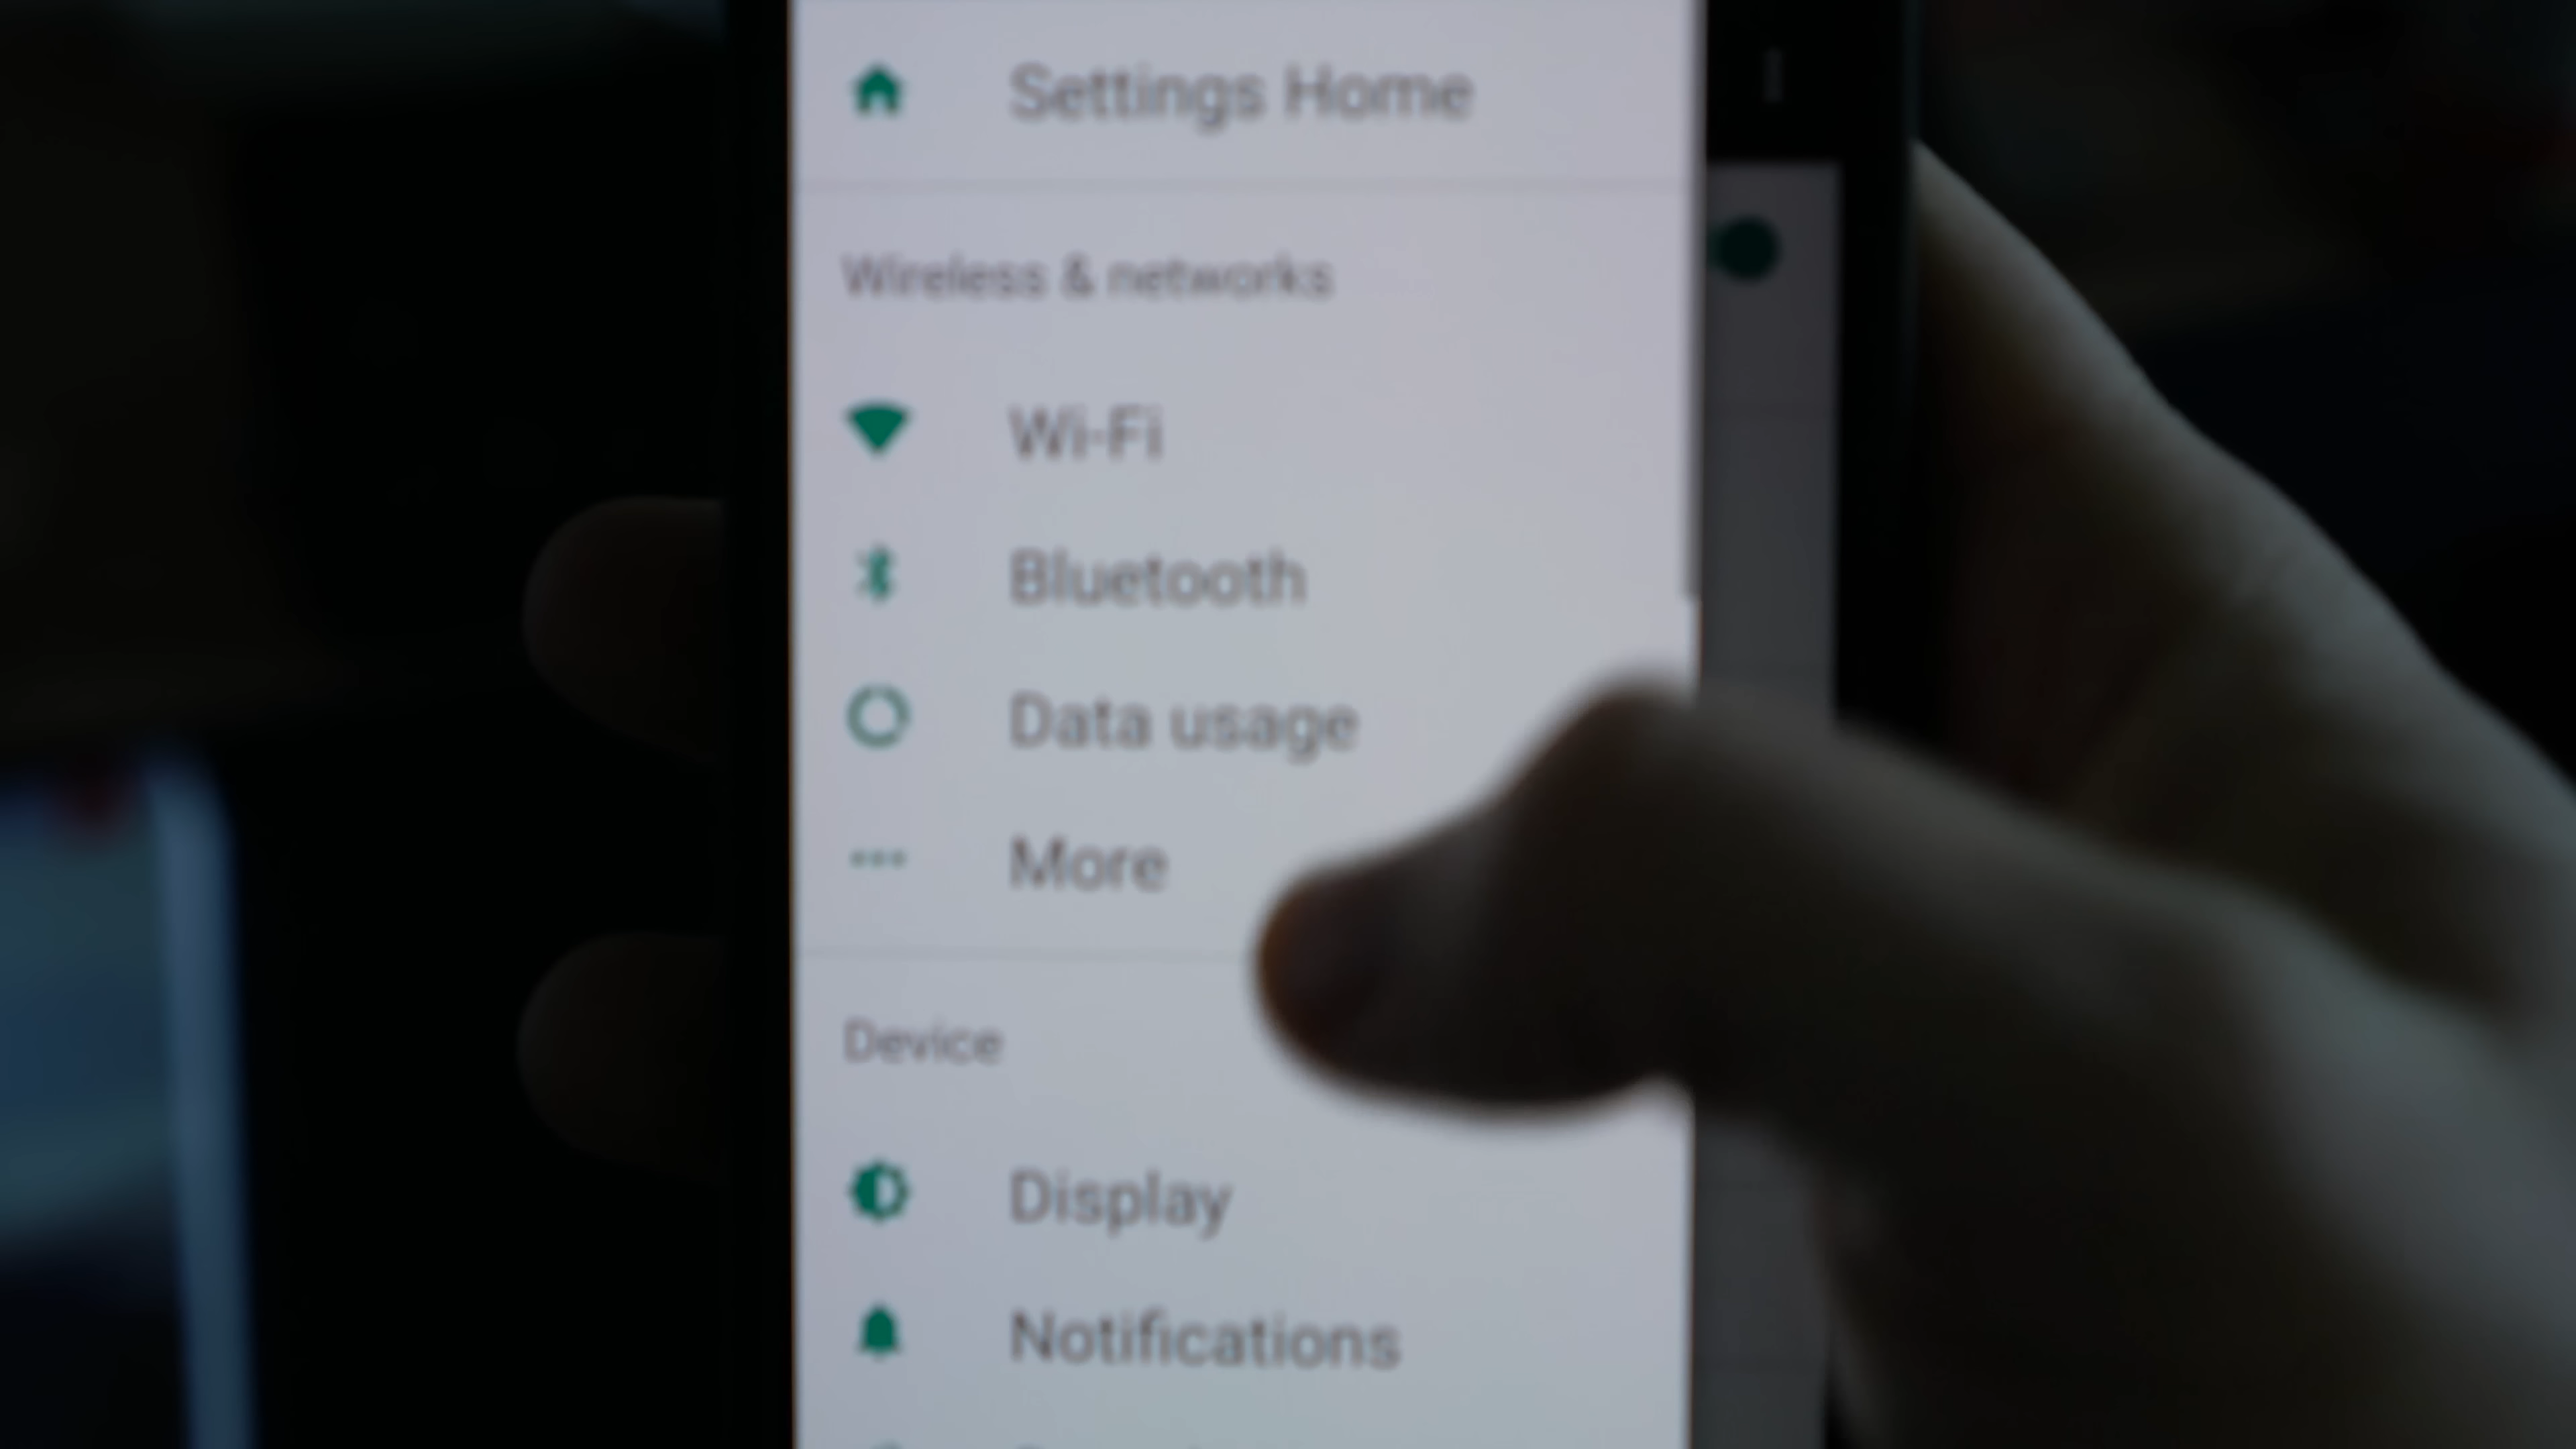 Settings Home
Wireless & networks
Wi-Fi
Bluetooth
Data usage
More
Device
Display
Notifications